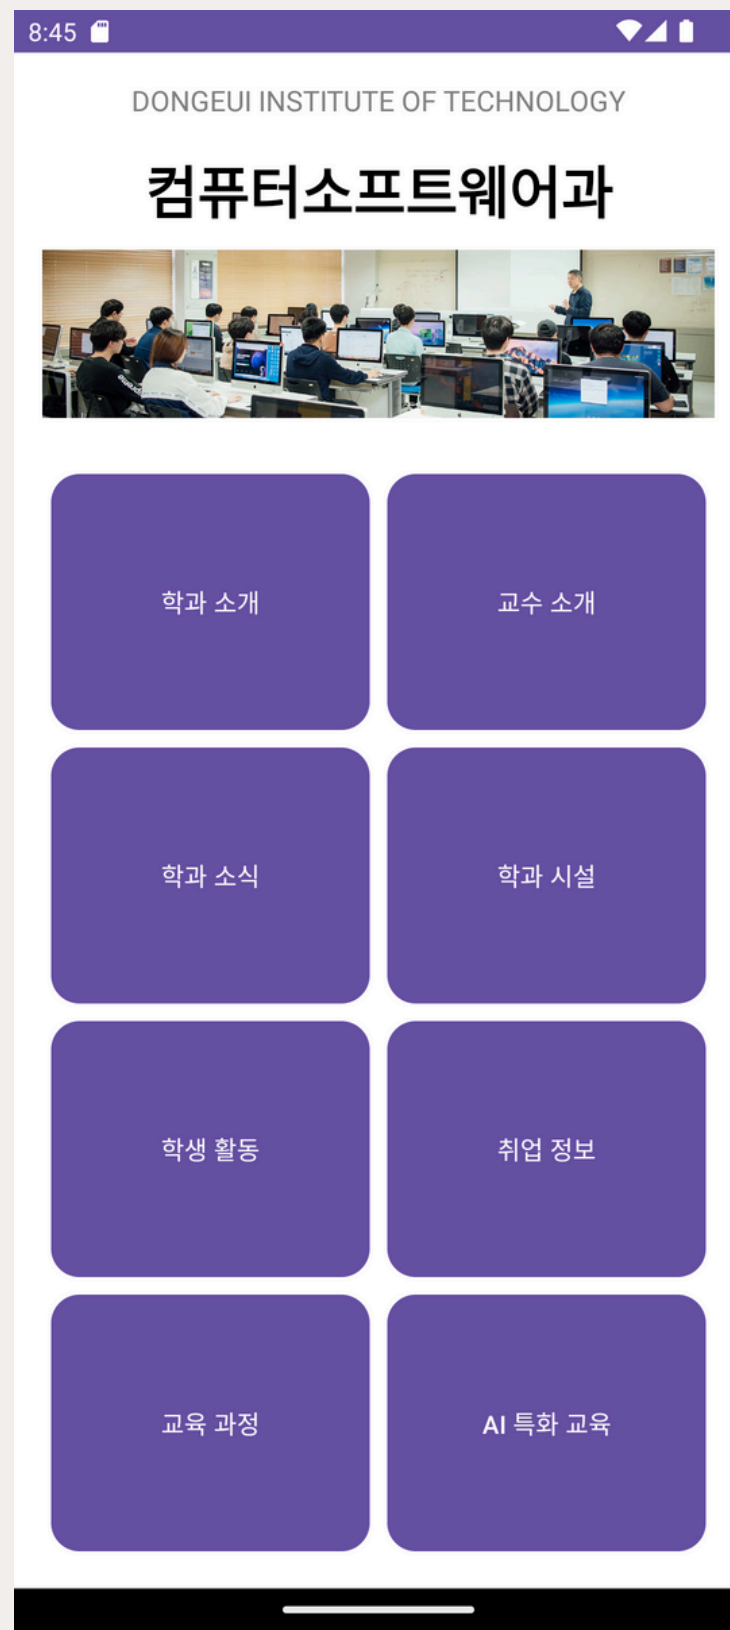 8:45
DONGEUI INSTITUTE OF TECHNOLOGY
컴퓨터소프트웨어과
학과 소개
교수 소개
학과 소식
학과 시설
학생 활동
취업 정보
교육 과정
AI 특화 교육